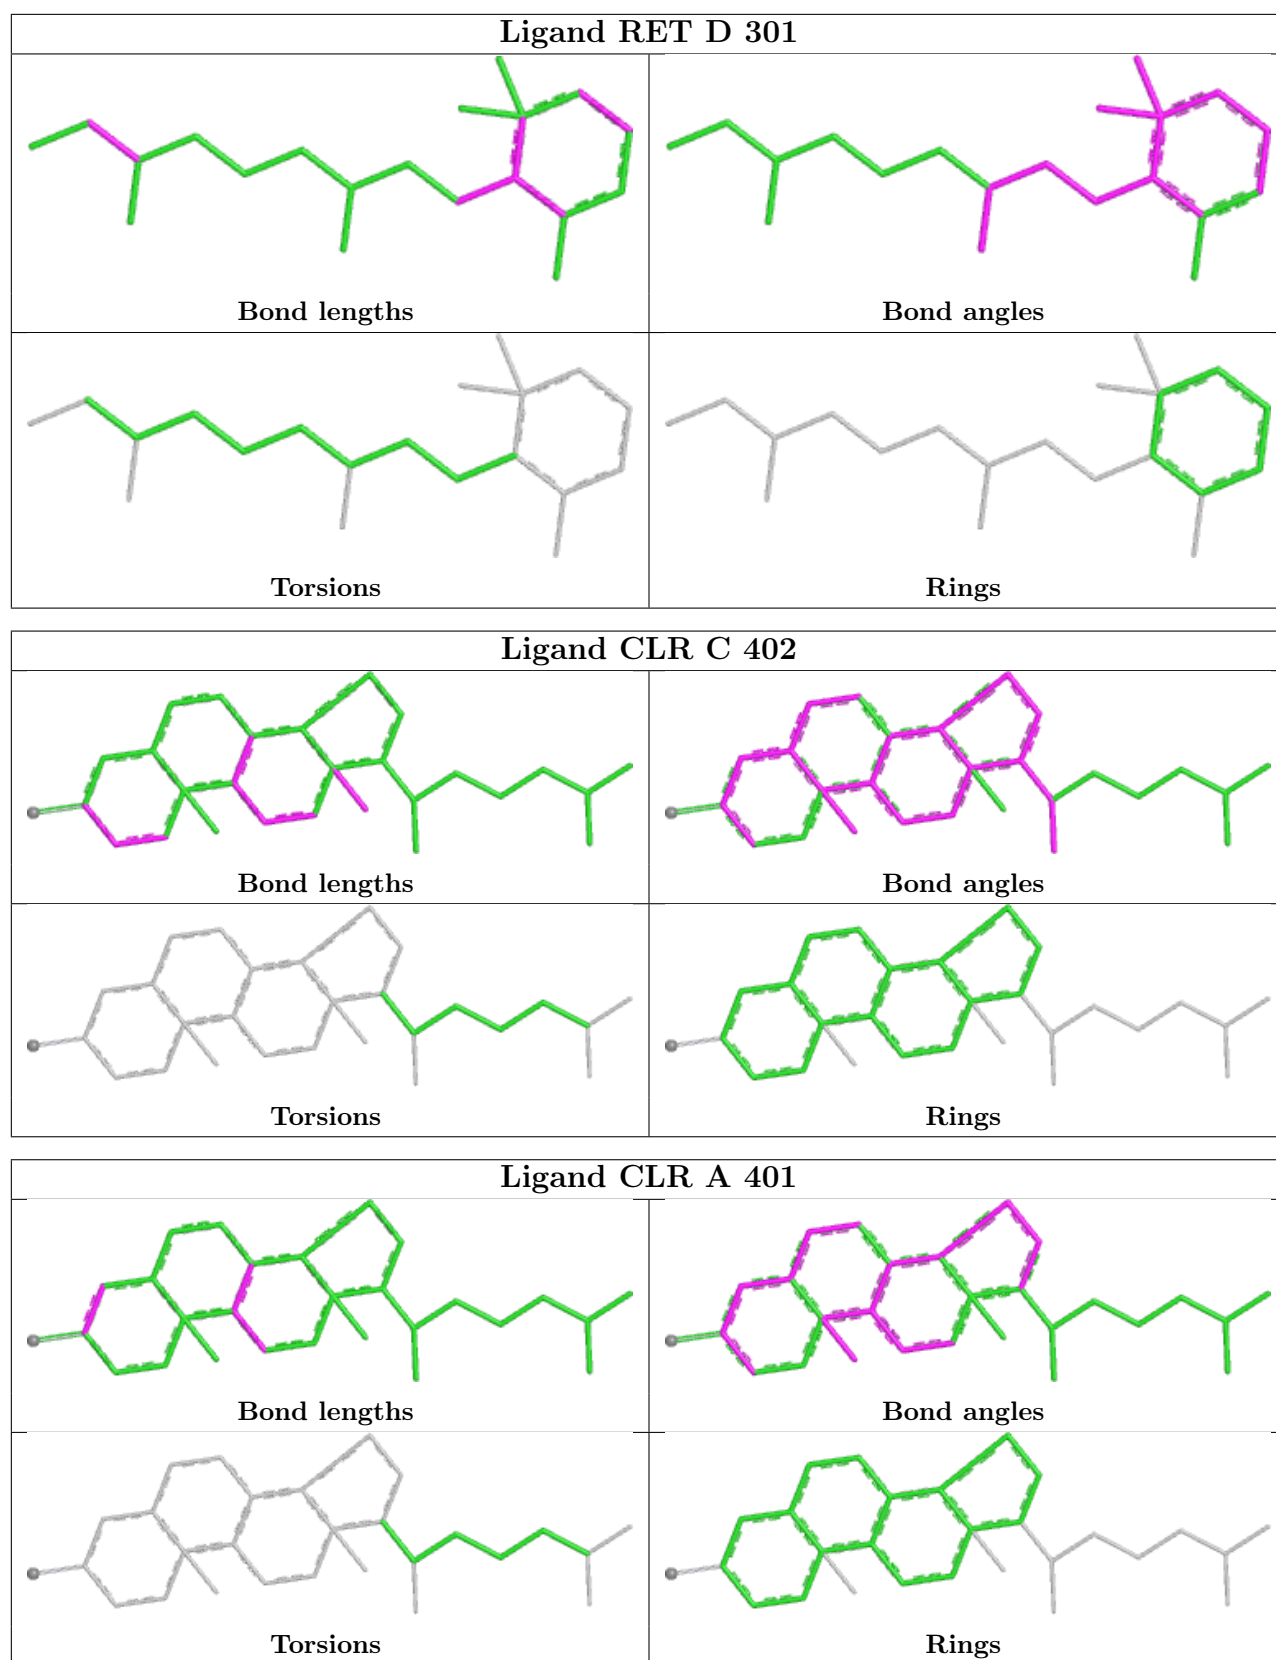 Ligand RET D 301
Bond lengths
Bond angles
Torsions
Rings
Ligand CLR C 402
Bond lengths
Bond angles
Torsions
Rings
Ligand CLR A 401
Bond lengths
Bond angles
Torsions
Rings